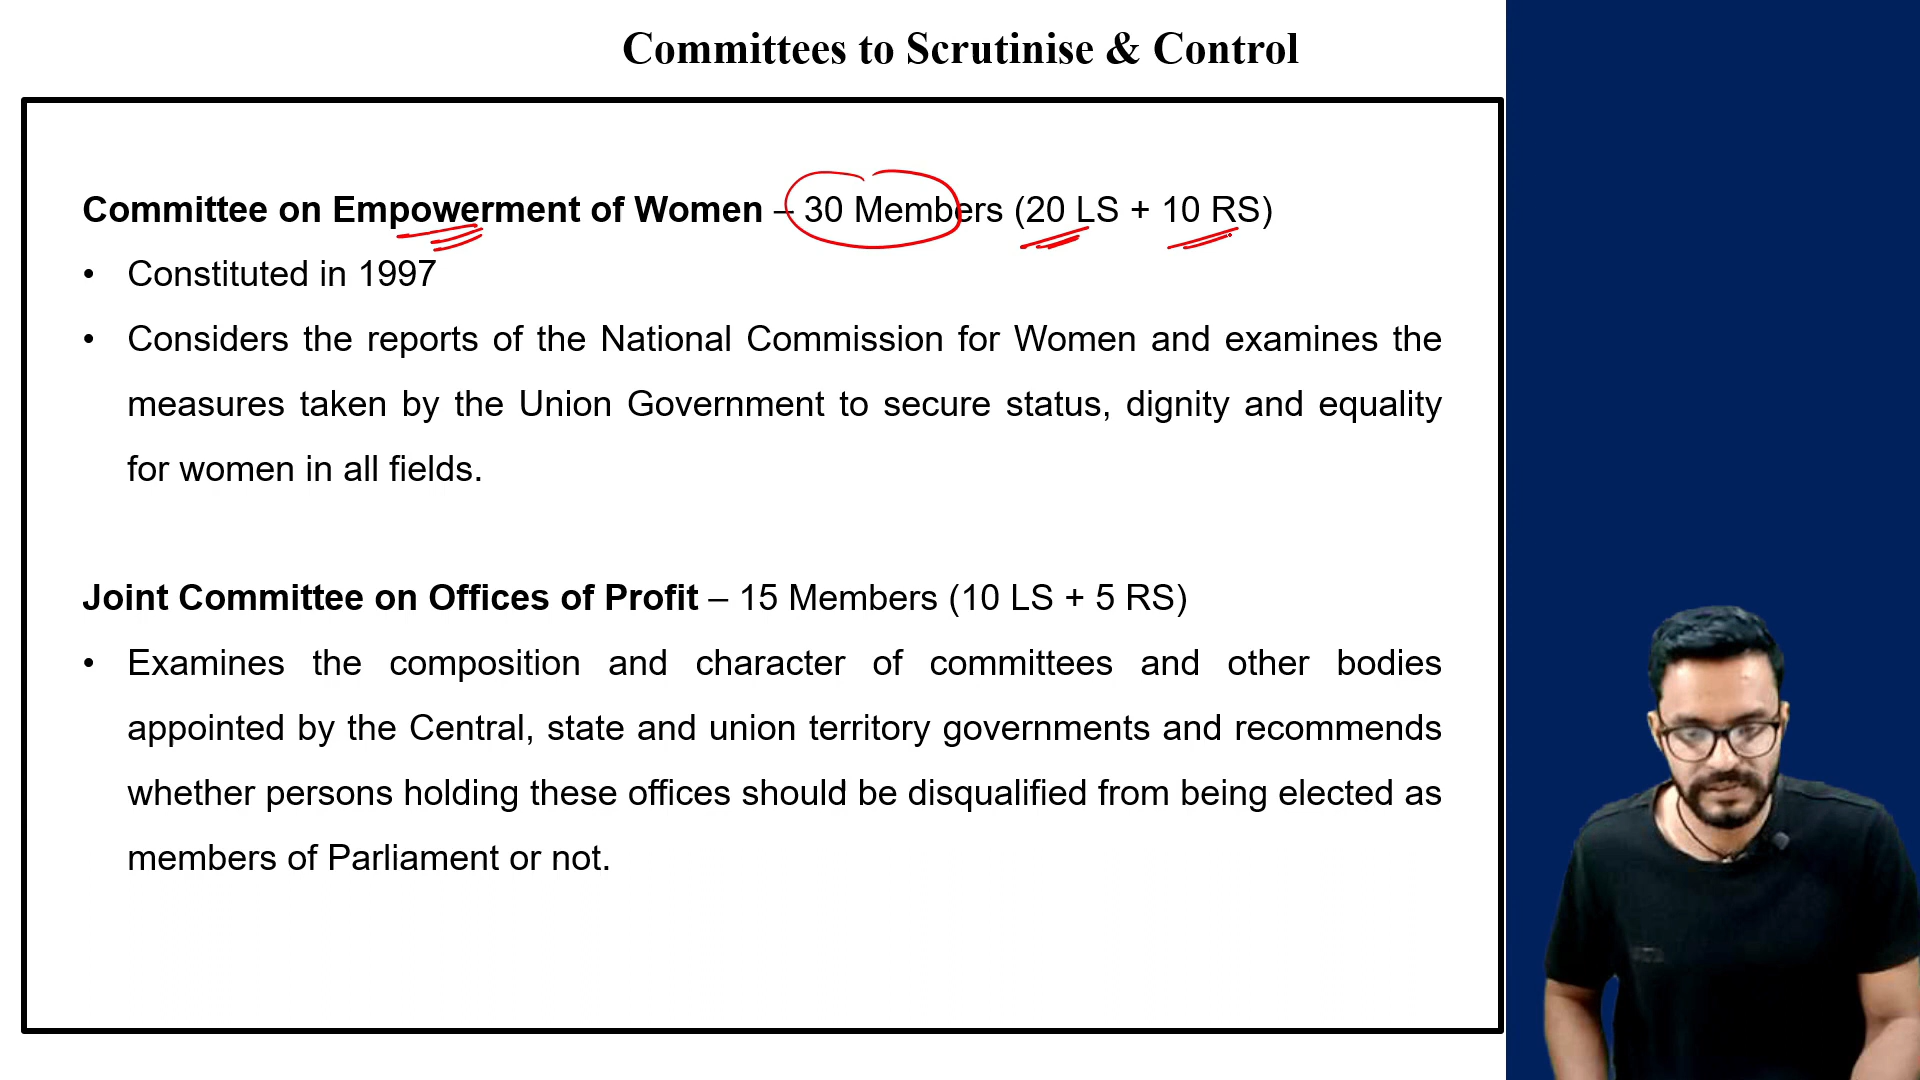 Committees to Scrutinise & Control
Committee on Empowerment of Women – 30 Members (20 LS + 10 RS)
• Constituted in 1997
• Considers the reports of the National Commission for Women and examines the
measures taken by the Union Government to secure status, dignity and equality
for women in all fields.
Joint Committee on Offices of Profit – 15 Members (10 LS + 5 RS)
• Examines the composition and character of committees and other bodies
appointed by the Central, state and union territory governments and recommends
whether persons holding these offices should be disqualified from being elected as
members of Parliament or not.